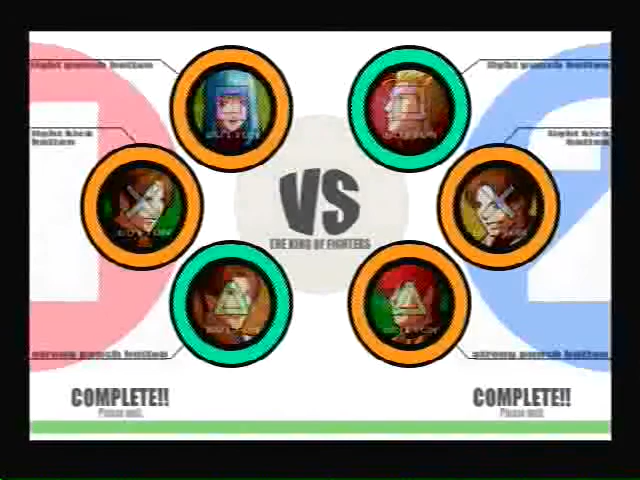 light punch button
light punch button
light kick
button
light kick
button
VS
THE KING OF FIGHTERS
strong punch button
strong punch button
COMPLETE!!
Please wait.
COMPLETE!!
Please wait.